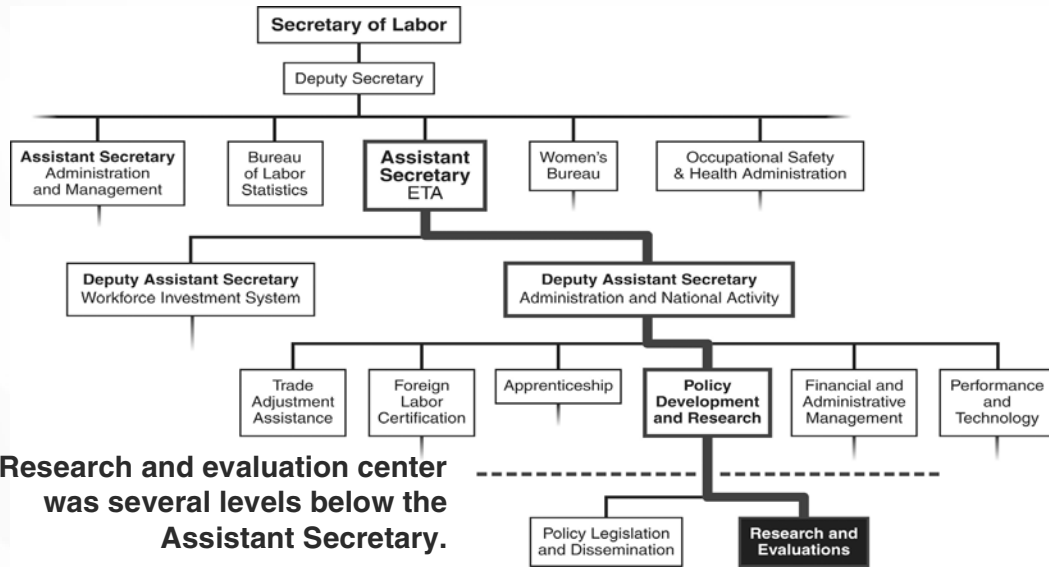 Secretary of Labor
Deputy Secretary
Assistant Secretary
Administration
and Management
Bureau
of Labor
Statistics
Assistant
Secretary
ETA
Women's
Bureau
Occupational Safety
& Health Administration
Deputy Assistant Secretary
Workforce Investment System
Deputy Assistant Secretary
Administration and National Activity
Trade
Adjustment
Assistance
Foreign
Labor
Certification
Apprenticeship
Policy
Development
and Research
Financial and
Administrative
Management
Performance
and
Technology
Research and evaluation center
was several levels below the
Assistant Secretary.
Policy Legislation
and Dissemination
Research and
Evaluations